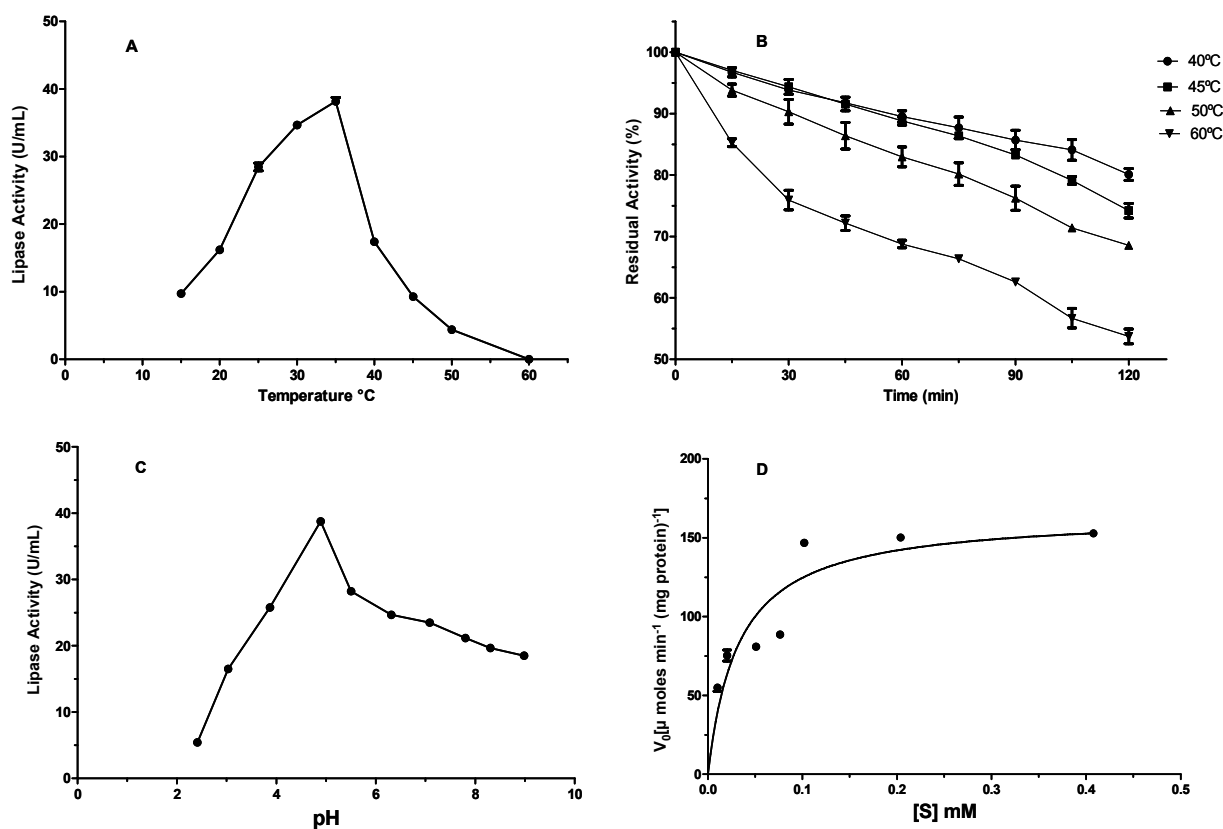 A
Lipase Activity (U/mL)
50
40
30
20
10
0
0 10 20 30 40 50 60
Temperature °C
B
Residual Activity (%)
100
90
80
70
60
50
0 30 60 90 120
Time (min)
40ºC
45ºC
50ºC
60ºC
C
Lipase Activity (U/mL)
50
40
30
20
10
0
0 2 4 6 8 10
pH
D
V0[µ moles min-1 (mg protein)-1]
200
150
100
50
0
0.0 0.1 0.2 0.3 0.4 0.5
[S] mM